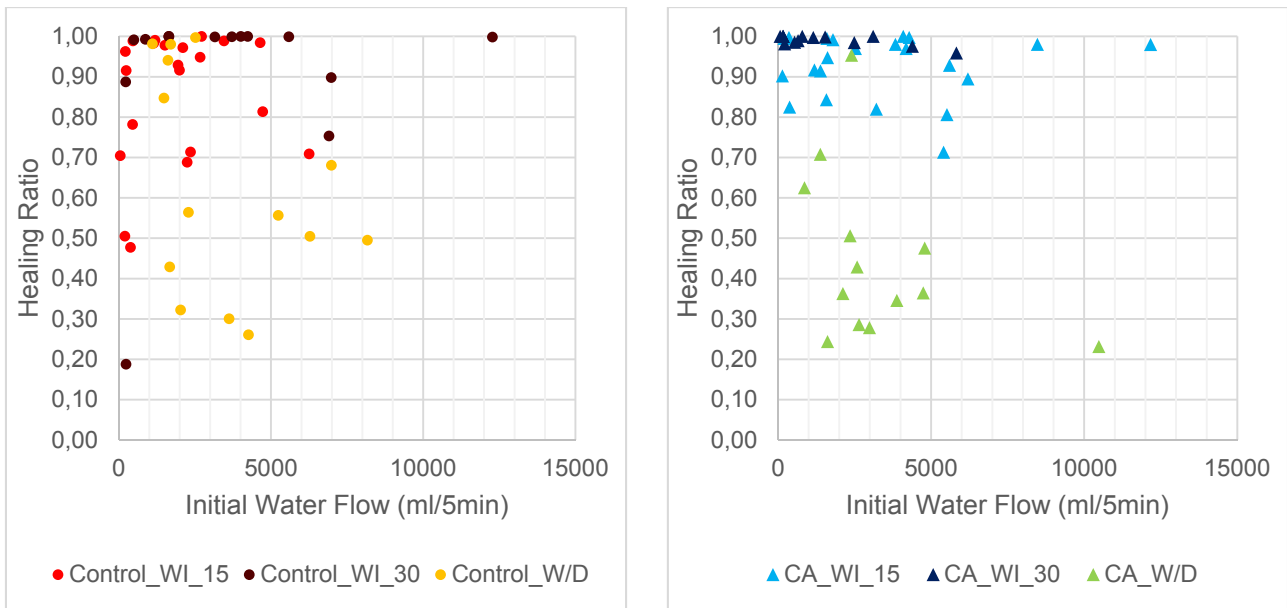 1,00
0,90
0,80
0,70
0,60
0,50
0,40
0,30
0,20
0,10
0,00
Healing Ratio
0 5000 10000 15000
Initial Water Flow (ml/5min)
Control_WI_15 Control_WI_30 Control_W/D
1,00
0,90
0,80
0,70
0,60
0,50
0,40
0,30
0,20
0,10
0,00
Healing Ratio
0 5000 10000 15000
Initial Water Flow (ml/5min)
CA_WI_15 CA_WI_30 CA_W/D